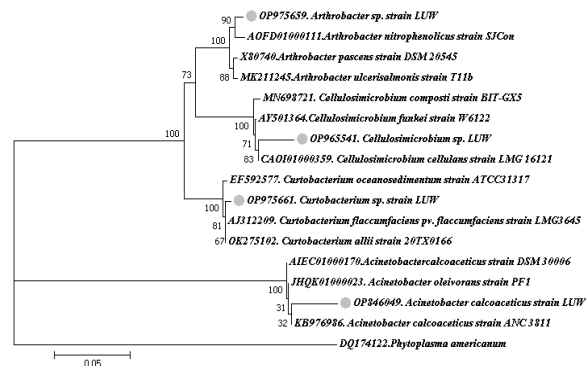 OP975659. Arthrobacter sp. strain LUW
90
AOFD01000111. Arthrobacter nitrophenolicus strain SJCon
100
X80740.Arthrobacter pascens strain DSM 20545
88
MK211245.Arthrobacter ulcerisalmonis strain T11b
73
MN698721. Cellulosimicrobium composti strain BIT-GX5
AY501364.Cellulosimicrobium funkei strain W6122
100
OP965541. Cellulosimicrobium sp. LUW
71
83
CAOI01000359. Cellulosimicrobium cellulans strain LMG 16121
100
EF592577. Curtobacterium oceanosedimentum strain ATCC31317
OP975661. Curtobacterium sp. strain LUW
100
AJ312209. Curtobacterium flaccumfaciens pv. flaccumfaciens strain LMG3645
81
67
OK275102. Curtobacterium allii strain 20TX0166
AIEC01000170.Acinetobactercalcoaceticus strain DSM 30006
JHQK01000023. Acinetobacter oleivorans strain PF1
100
OP846049. Acinetobacter calcoaceticus strain LUW
31
32
KB976986. Acinetobacter calcoaceticus strain ANC 3811
DQ174122.Phytoplasma americanum
0.05